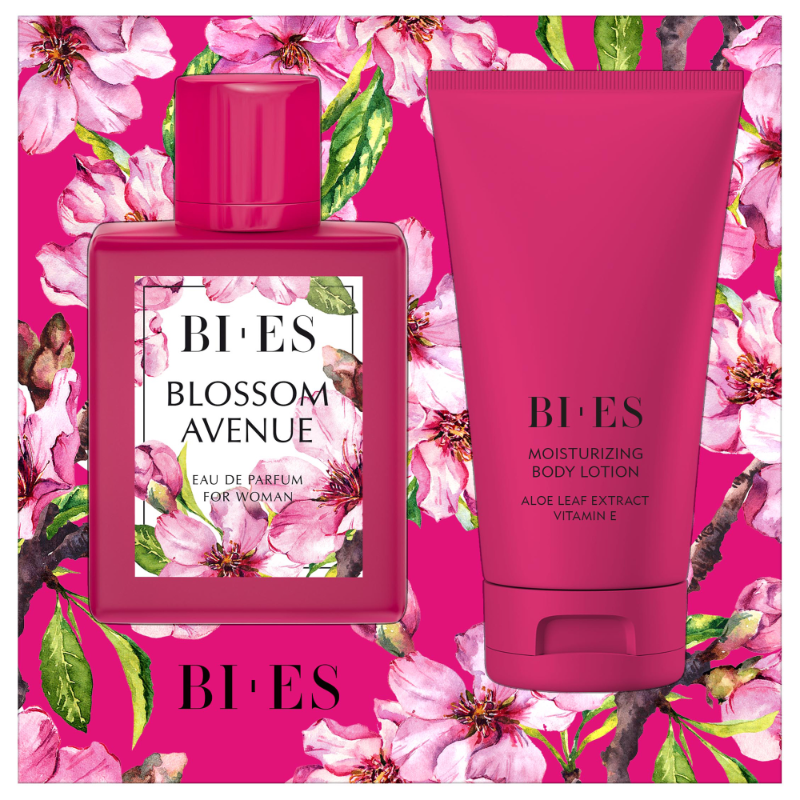 BI·ES
BLOSSOM
AVENUE
EAU DE PARFUM
FOR WOMAN
BI·ES
MOISTURIZING
BODY LOTION
ALOE LEAF EXTRACT
VITAMIN E
BI·ES